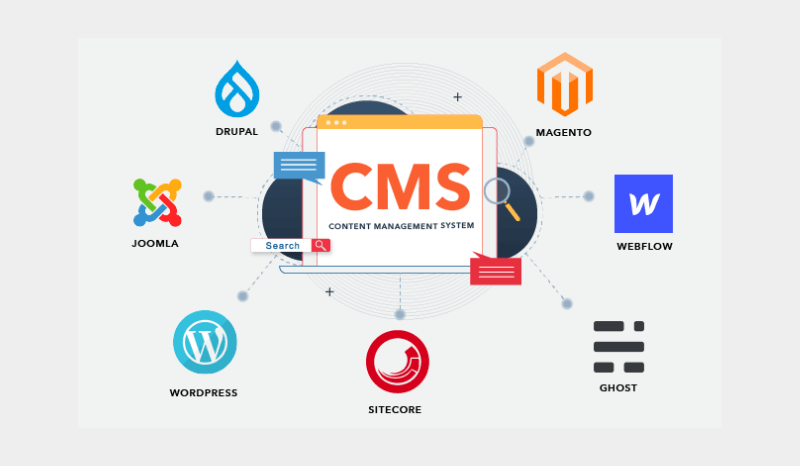 DRUPAL
MAGENTO
CMS
CONTENT MANAGEMENT SYSTEM
JOOMLA
Search
W
WEBFLOW
W
WORDPRESS
SITECORE
GHOST